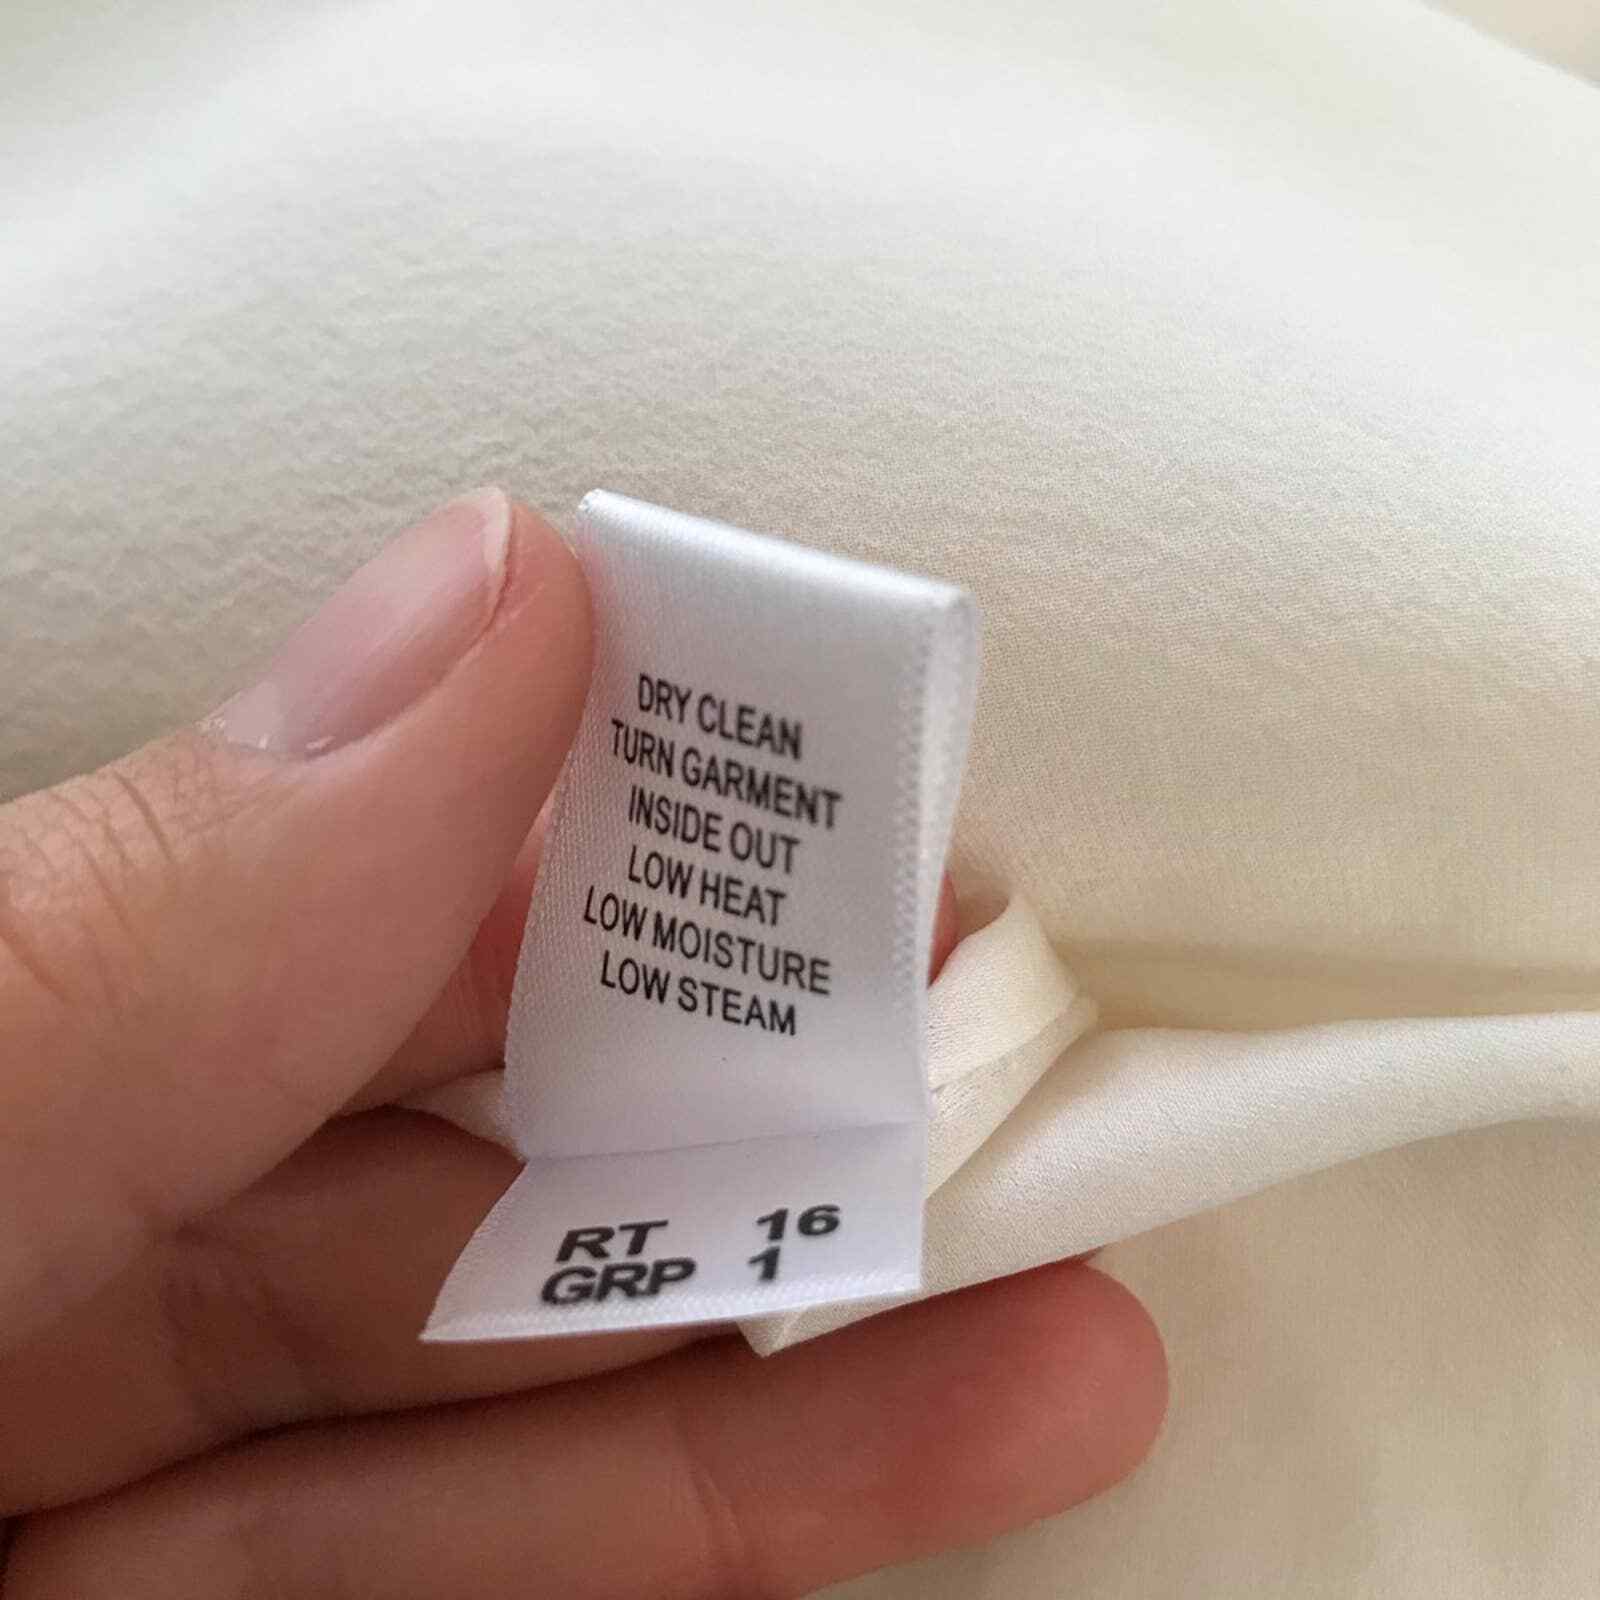 DRY CLEAN
TURN GARMENT
INSIDE OUT
LOW HEAT
LOW MOISTURE
LOW STEAM
RT 16
GRP 1